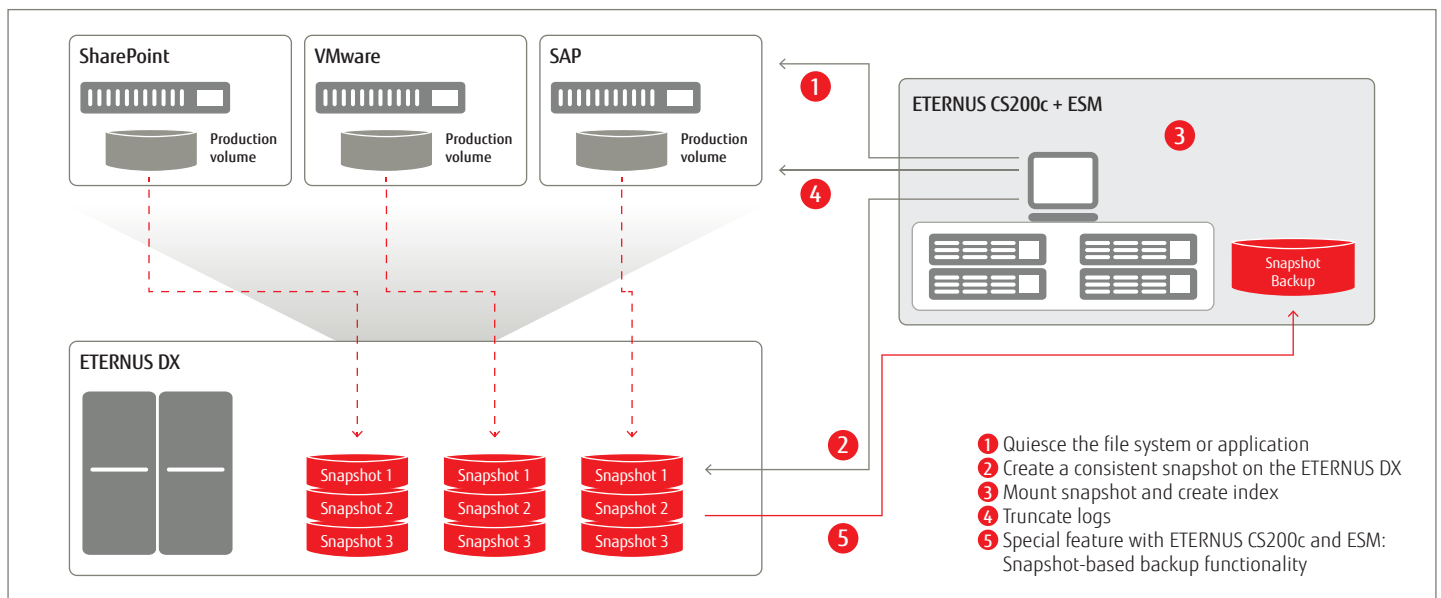 SharePoint
Production
volume
VMware
Production
volume
SAP
Production
volume
1
4
ETERNUS CS200c + ESM
3
Snapshot
Backup
ETERNUS DX
Snapshot 1
Snapshot 2
Snapshot 3
Snapshot 1
Snapshot 2
Snapshot 3
Snapshot 1
Snapshot 2
Snapshot 3
2
5
1 Quiesce the file system or application
2 Create a consistent snapshot on the ETERNUS DX
3 Mount snapshot and create index
4 Truncate logs
5 Special feature with ETERNUS CS200c and ESM:
Snapshot-based backup functionality